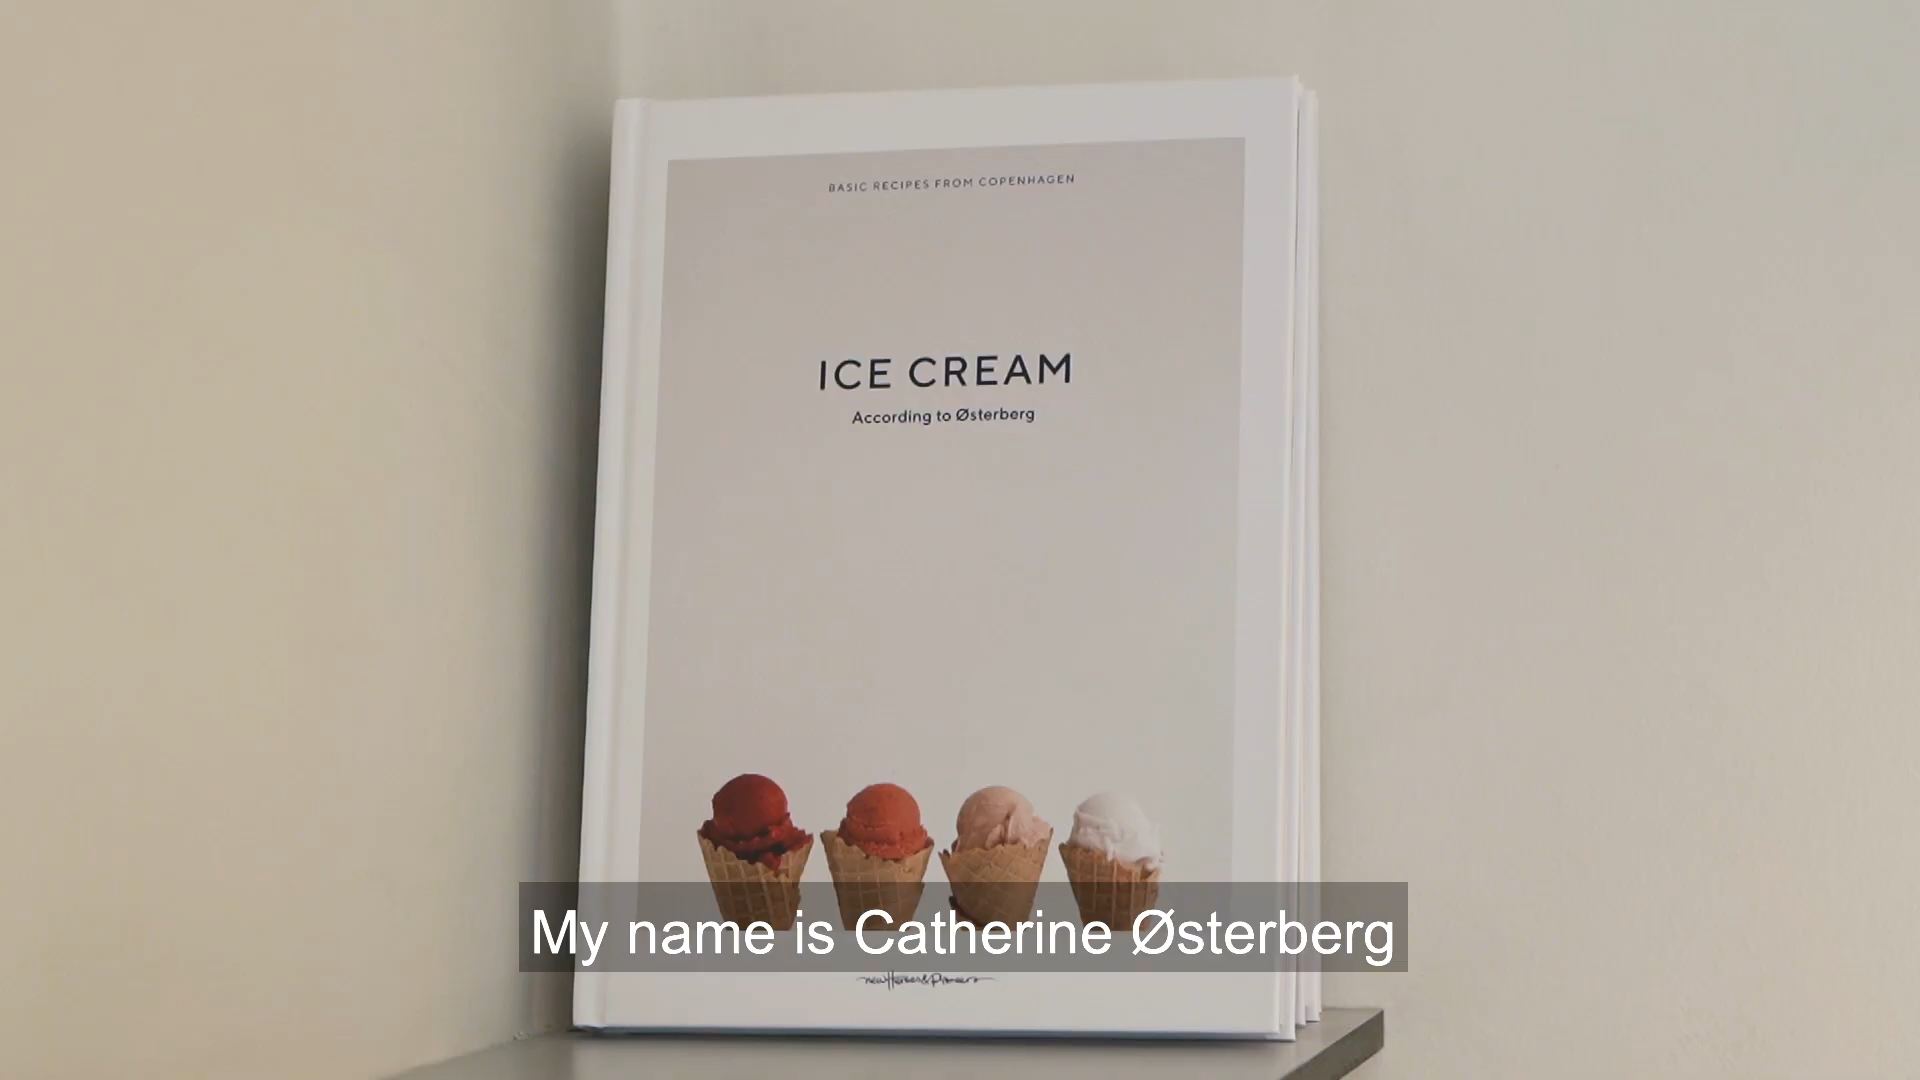 BASIC RECIPES FROM COPENHAGEN
ICE CREAM
According to Østerberg
My name is Catherine Østerberg